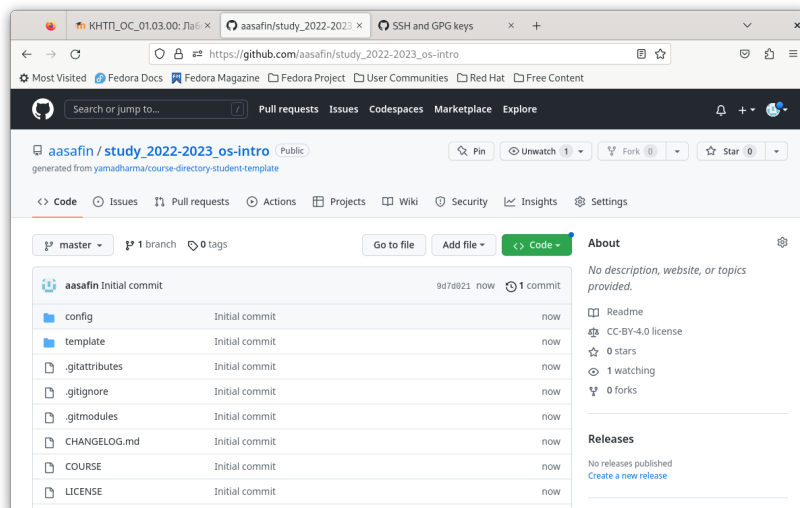 КНТП_ОС_01.03.00: Лаб
aasafin/study_2022-2023
SSH and GPG keys
https://github.com/aasafin/study_2022-2023_os-intro
Most Visited Fedora Docs Fedora Magazine Fedora Project User Communities Red Hat Free Content
Search or jump to... / Pull requests Issues Codespaces Marketplace Explore
aasafin / study_2022-2023_os-intro Public Pin Unwatch 1 Fork 0 Star 0
generated from yamadharma/course-directory-student-template
Code Issues Pull requests Actions Projects Wiki Security Insights Settings
master 1 branch 0 tags Go to file Add file Code
About
No description, website, or topics
provided.
aasafin Initial commit 9d7d021 now 1 commit
config Initial commit now
template Initial commit now
.gitattributes Initial commit now
.gitignore Initial commit now
.gitmodules Initial commit now
CHANGELOG.md Initial commit now
COURSE Initial commit now
LICENSE Initial commit now
Readme
CC-BY-4.0 license
0 stars
1 watching
0 forks
Releases
No releases published
Create a new release